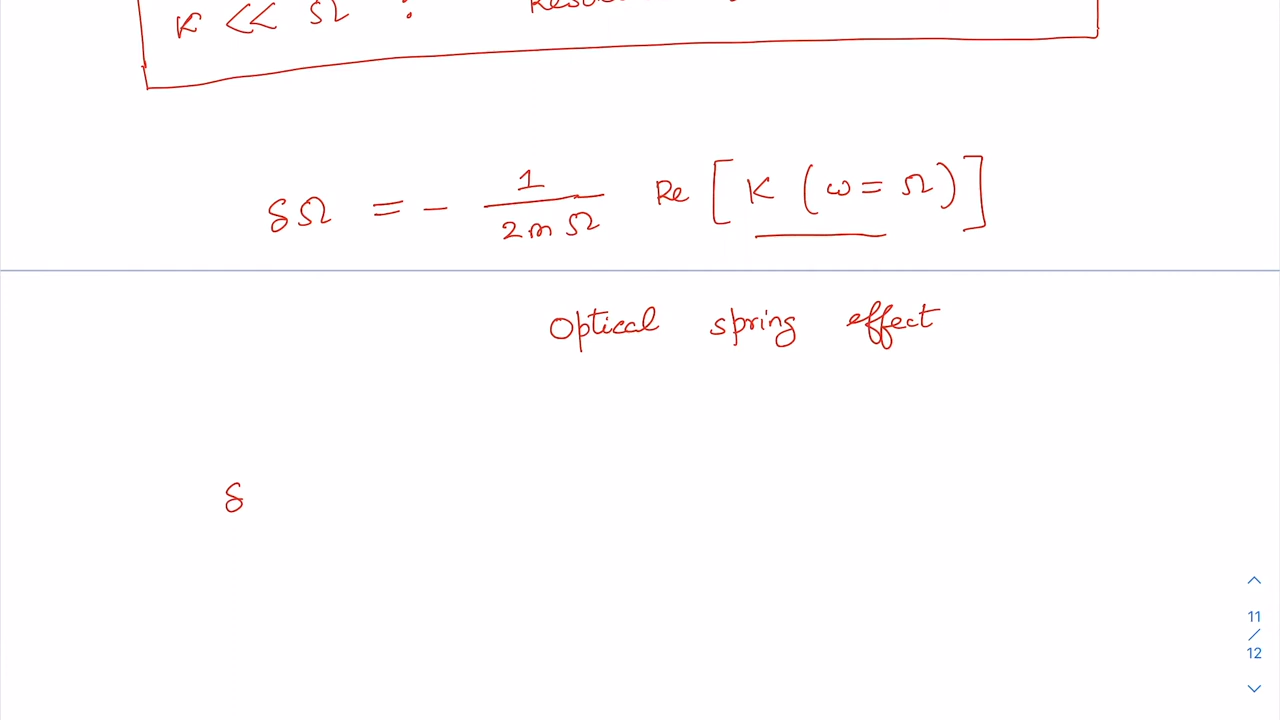 κ << Ω :
δΩ = - 1/2mΩ Re [ K ( ω = Ω ) ]
Optical spring effect
δ
11
/
12